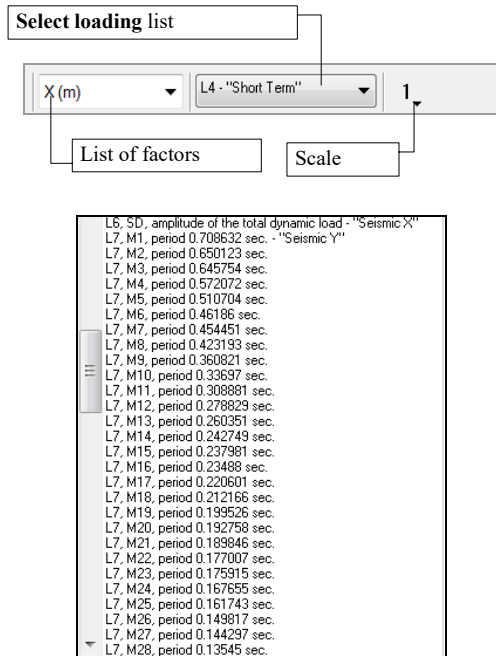 Select loading list
X (m)
L4 - "Short Term"
1
List of factors
Scale
L6, SD, amplitude of the total dynamic load - "Seismic X"
L7, M1, period 0.708632 sec. - "Seismic Y"
L7, M2, period 0.650123 sec.
L7, M3, period 0.645754 sec.
L7, M4, period 0.572072 sec.
L7, M5, period 0.510704 sec.
L7, M6, period 0.46186 sec.
L7, M7, period 0.454451 sec.
L7, M8, period 0.423193 sec.
L7, M9, period 0.360821 sec.
L7, M10, period 0.33697 sec.
L7, M11, period 0.308881 sec.
L7, M12, period 0.278829 sec.
L7, M13, period 0.260351 sec.
L7, M14, period 0.242749 sec.
L7, M15, period 0.237981 sec.
L7, M16, period 0.23488 sec.
L7, M17, period 0.220601 sec.
L7, M18, period 0.212166 sec.
L7, M19, period 0.199526 sec.
L7, M20, period 0.192758 sec.
L7, M21, period 0.189846 sec.
L7, M22, period 0.177007 sec.
L7, M23, period 0.175915 sec.
L7, M24, period 0.167655 sec.
L7, M25, period 0.161743 sec.
L7, M26, period 0.149817 sec.
L7, M27, period 0.144297 sec.
L7, M28, period 0.13545 sec.